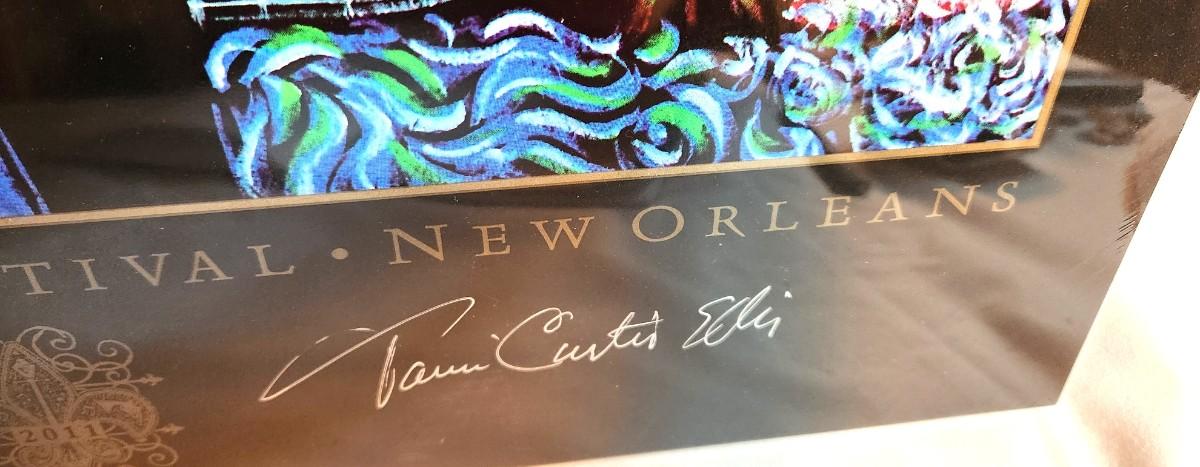 TIVAL • NEW ORLEANS
Tami Curtis Ellis
2011